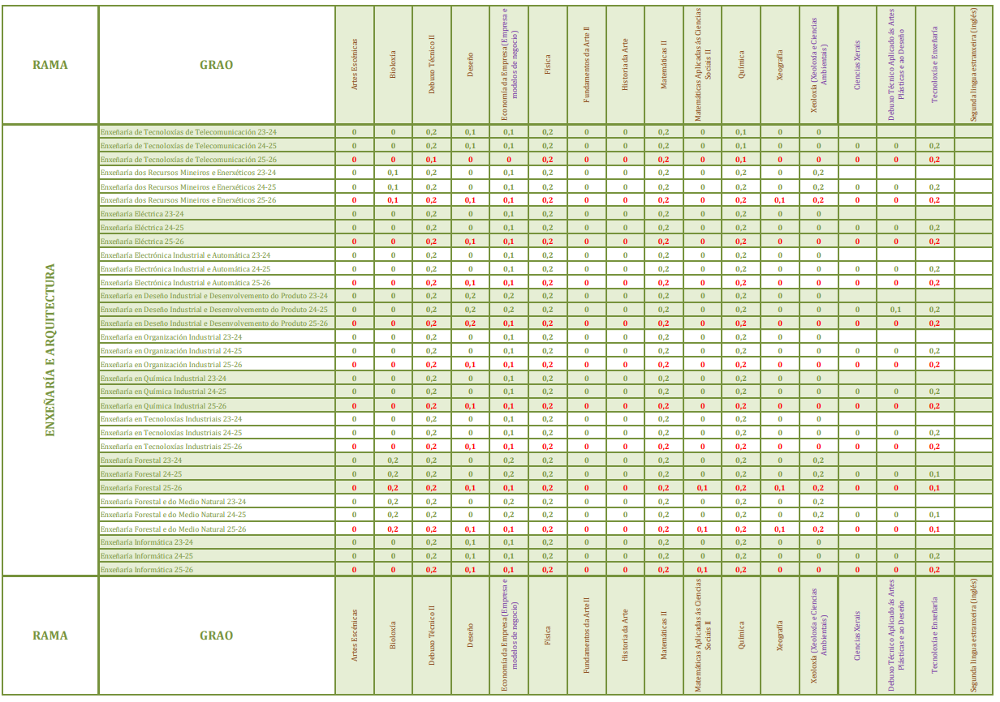 RAMA
GRAO
Artes Escénicas
Bioloxía
Debuxo Técnico II
Deseño
Economía da Empresa (Empresa e
modelos de negocio)
Física
Fundamentos da Arte II
Historia da Arte
Matemáticas II
Matemáticas Aplicadas ás Ciencias
Sociais II
Química
Xeografía
Xeoloxía (Xeoloxía e Ciencias
Ambientais)
Ciencias Xerais
Debuxo Técnico Aplicado ás Artes
Plásticas e ao Deseño
Tecnoloxía e Enxeñaría
Segunda lingua estranxeira (inglés)
ENXEÑARÍA E ARQUITECTURA
Enxeñaría de Tecnoloxías de Telecomunicación 23-24 0 0 0,2 0,1 0,1 0,2 0 0 0,2 0 0,1 0 0
Enxeñaría de Tecnoloxías de Telecomunicación 24-25 0 0 0,2 0,1 0,1 0,2 0 0 0,2 0 0,1 0 0 0 0 0,2
Enxeñaría de Tecnoloxías de Telecomunicación 25-26 0 0 0,1 0 0 0,2 0 0 0,2 0 0,1 0 0 0 0 0,2
Enxeñaría dos Recursos Mineiros e Enerxéticos 23-24 0 0,1 0,2 0 0,1 0,2 0 0 0,2 0 0,2 0 0,2
Enxeñaría dos Recursos Mineiros e Enerxéticos 24-25 0 0,1 0,2 0 0,1 0,2 0 0 0,2 0 0,2 0 0,2 0 0 0,2
Enxeñaría dos Recursos Mineiros e Enerxéticos 25-26 0 0,1 0,2 0,1 0,1 0,2 0 0 0,2 0 0,2 0,1 0,2 0 0 0,2
Enxeñaría Eléctrica 23-24 0 0 0,2 0 0,1 0,2 0 0 0,2 0 0,2 0 0
Enxeñaría Eléctrica 24-25 0 0 0,2 0 0,1 0,2 0 0 0,2 0 0,2 0 0 0 0 0,2
Enxeñaría Eléctrica 25-26 0 0 0,2 0,1 0,1 0,2 0 0 0,2 0 0,2 0 0 0 0 0,2
Enxeñaría Electrónica Industrial e Automática 23-24 0 0 0,2 0 0,1 0,2 0 0 0,2 0 0,2 0 0
Enxeñaría Electrónica Industrial e Automática 24-25 0 0 0,2 0 0,1 0,2 0 0 0,2 0 0,2 0 0 0 0 0,2
Enxeñaría Electrónica Industrial e Automática 25-26 0 0 0,2 0,1 0,1 0,2 0 0 0,2 0 0,2 0 0 0 0 0,2
Enxeñaría en Deseño Industrial e Desenvolvemento do Produto 23-24 0 0 0,2 0,2 0,2 0,2 0 0 0,2 0 0,2 0 0
Enxeñaría en Deseño Industrial e Desenvolvemento do Produto 24-25 0 0 0,2 0,2 0,2 0,2 0 0 0,2 0 0,2 0 0 0 0,1 0,2
Enxeñaría en Deseño Industrial e Desenvolvemento do Produto 25-26 0 0 0,2 0,2 0,1 0,2 0 0 0,2 0 0,2 0 0 0 0 0,2
Enxeñaría en Organización Industrial 23-24 0 0 0,2 0 0,1 0,2 0 0 0,2 0 0,2 0 0
Enxeñaría en Organización Industrial 24-25 0 0 0,2 0 0,1 0,2 0 0 0,2 0 0,2 0 0 0 0 0,2
Enxeñaría en Organización Industrial 25-26 0 0 0,2 0,1 0,1 0,2 0 0 0,2 0 0,2 0 0 0 0 0,2
Enxeñaría en Química Industrial 23-24 0 0 0,2 0 0,1 0,2 0 0 0,2 0 0,2 0 0
Enxeñaría en Química Industrial 24-25 0 0 0,2 0 0,1 0,2 0 0 0,2 0 0,2 0 0 0 0 0,2
Enxeñaría en Química Industrial 25-26 0 0 0,2 0,1 0,1 0,2 0 0 0,2 0 0,2 0 0 0 0 0,2
Enxeñaría en Tecnoloxías Industriais 23-24 0 0 0,2 0 0,1 0,2 0 0 0,2 0 0,2 0 0
Enxeñaría en Tecnoloxías Industriais 24-25 0 0 0,2 0 0,1 0,2 0 0 0,2 0 0,2 0 0 0 0 0,2
Enxeñaría en Tecnoloxías Industriais 25-26 0 0 0,2 0,1 0,1 0,2 0 0 0,2 0 0,2 0 0 0 0 0,2
Enxeñaría Forestal 23-24 0 0,2 0,2 0 0,2 0,2 0 0 0,2 0 0,2 0 0,2
Enxeñaría Forestal 24-25 0 0,2 0,2 0 0,2 0,2 0 0 0,2 0 0,2 0 0,2 0 0 0,1
Enxeñaría Forestal 25-26 0 0,2 0,2 0,1 0,1 0,2 0 0 0,2 0,1 0,2 0,1 0,2 0 0 0,1
Enxeñaría Forestal e do Medio Natural 23-24 0 0,2 0,2 0 0,2 0,2 0 0 0,2 0 0,2 0 0,2
Enxeñaría Forestal e do Medio Natural 24-25 0 0,2 0,2 0 0,2 0,2 0 0 0,2 0 0,2 0 0,2 0 0 0,1
Enxeñaría Forestal e do Medio Natural 25-26 0 0,2 0,2 0,1 0,1 0,2 0 0 0,2 0,1 0,2 0,1 0,2 0 0 0,1
Enxeñaría Informática 23-24 0 0 0,2 0,1 0,1 0,2 0 0 0,2 0 0,2 0 0
Enxeñaría Informática 24-25 0 0 0,2 0,1 0,1 0,2 0 0 0,2 0 0,2 0 0 0 0 0,2
Enxeñaría Informática 25-26 0 0 0,2 0,1 0,1 0,2 0 0 0,2 0,1 0,2 0 0 0 0 0,2
RAMA
GRAO
Artes Escénicas
Bioloxía
Debuxo Técnico II
Deseño
Economía da Empresa (Empresa e
modelos de negocio)
Física
Fundamentos da Arte II
Historia da Arte
Matemáticas II
Matemáticas Aplicadas ás Ciencias
Sociais II
Química
Xeografía
Xeoloxía (Xeoloxía e Ciencias
Ambientais)
Ciencias Xerais
Debuxo Técnico Aplicado ás Artes
Plásticas e ao Deseño
Tecnoloxía e Enxeñaría
Segunda lingua estranxeira (inglés)